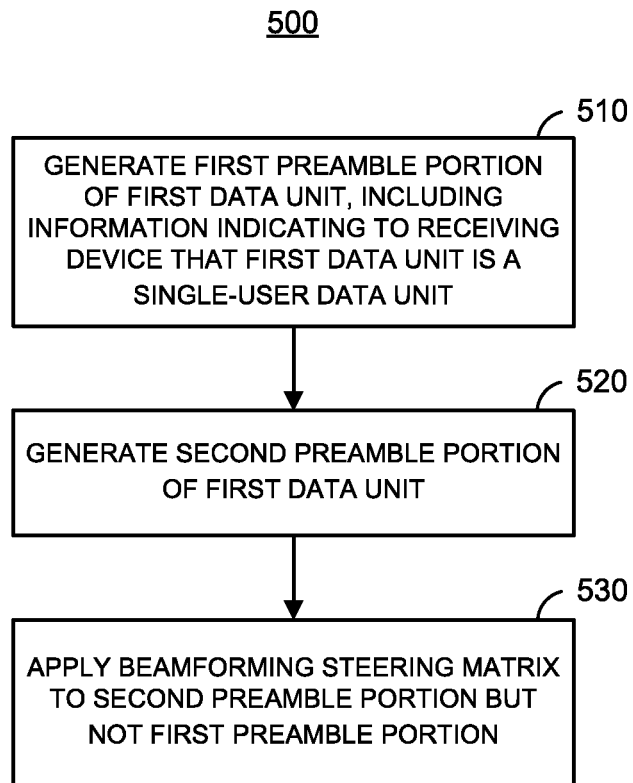 500
510
GENERATE FIRST PREAMBLE PORTION
OF FIRST DATA UNIT, INCLUDING
INFORMATION INDICATING TO RECEIVING
DEVICE THAT FIRST DATA UNIT IS A
SINGLE-USER DATA UNIT
520
GENERATE SECOND PREAMBLE PORTION
OF FIRST DATA UNIT
530
APPLY BEAMFORMING STEERING MATRIX
TO SECOND PREAMBLE PORTION BUT
NOT FIRST PREAMBLE PORTION